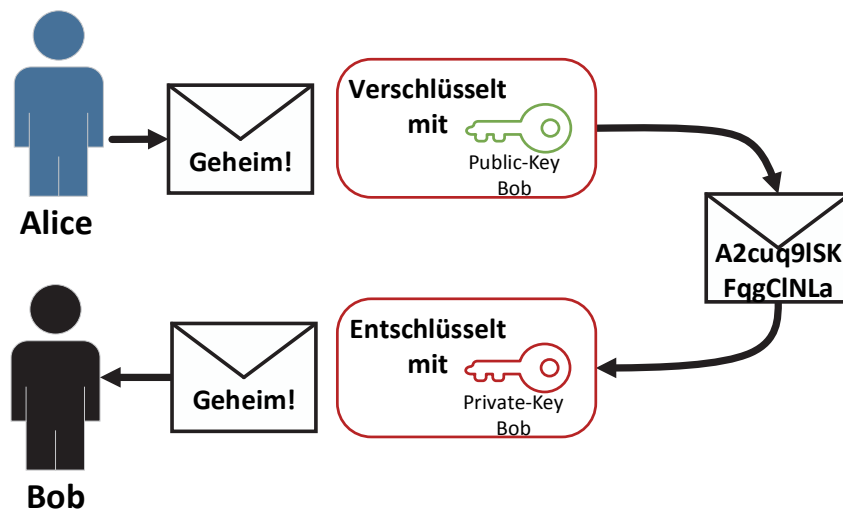 Alice
Geheim!
Verschlüsselt
mit
Public-Key
Bob
A2cuq9lSK
FqgClNLa
Entschlüsselt
mit
Private-Key
Bob
Geheim!
Bob